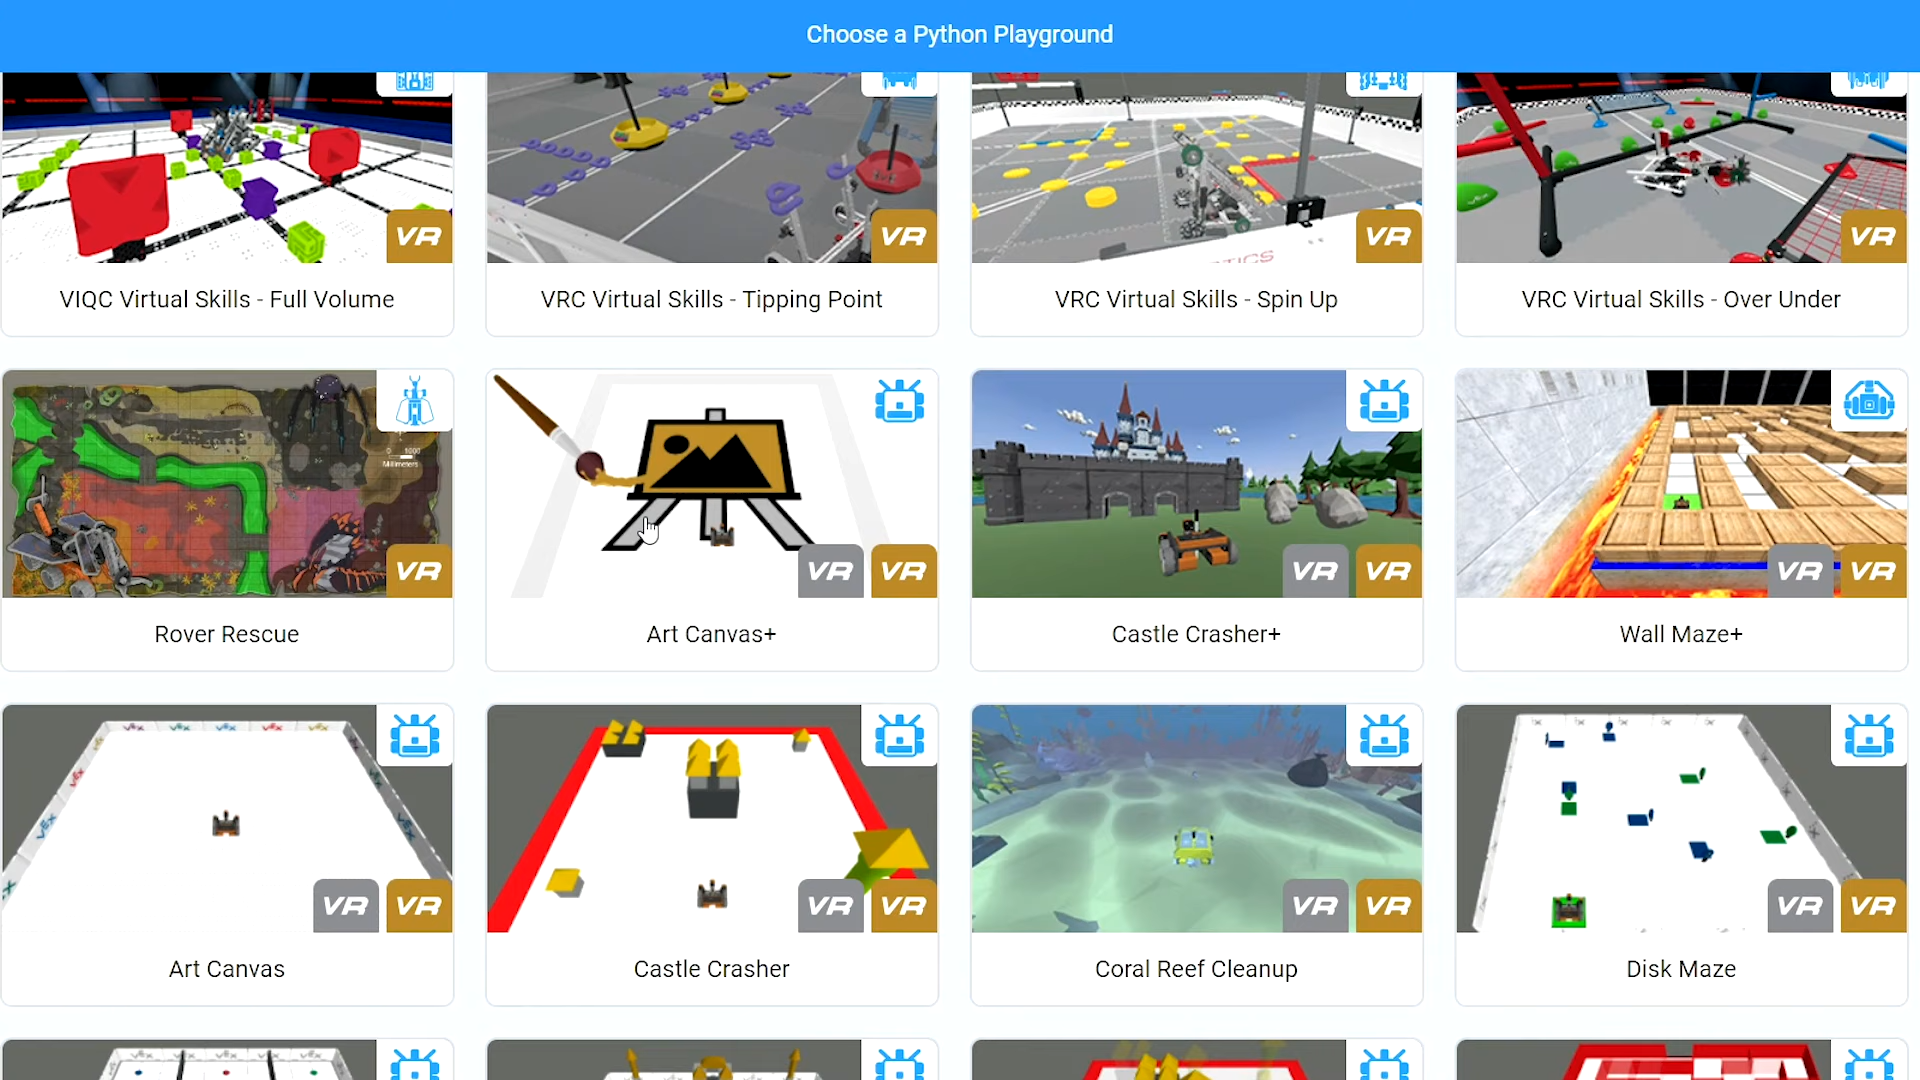 Choose a Python Playground
VR
VR
VR
VR
VIQC Virtual Skills - Full Volume
VRC Virtual Skills - Tipping Point
VRC Virtual Skills - Spin Up
VRC Virtual Skills - Over Under
0 1000
Millimeters
VR
VR VR
VR VR
VR VR
Rover Rescue
Art Canvas+
Castle Crasher+
Wall Maze+
VR VR
VR VR
VR VR
VR VR
Art Canvas
Castle Crasher
Coral Reef Cleanup
Disk Maze